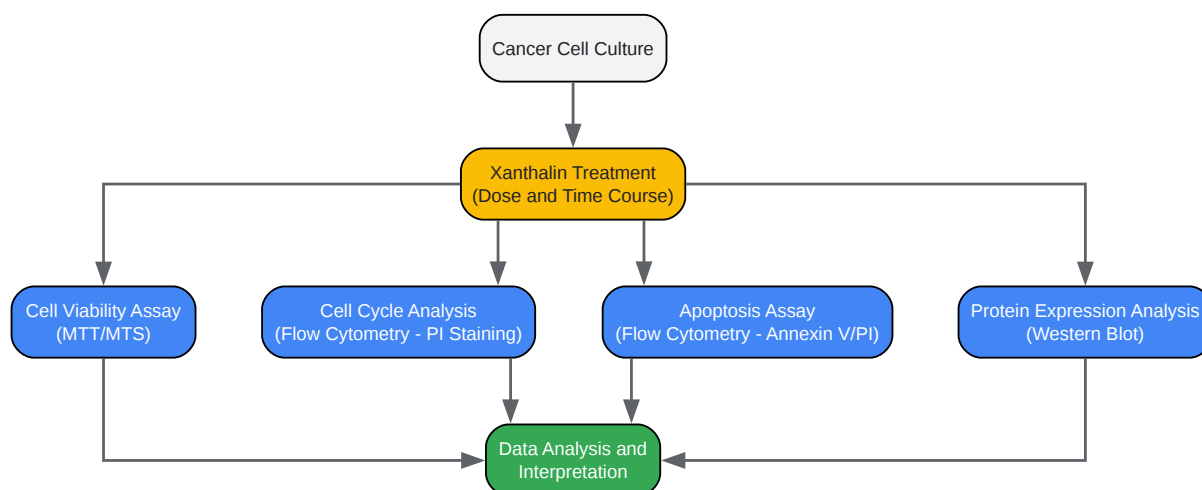 Cancer Cell Culture
Xanthalin Treatment
(Dose and Time Course)
Cell Viability Assay
(MTT/MTS)
Cell Cycle Analysis
(Flow Cytometry - PI Staining)
Apoptosis Assay
(Flow Cytometry - Annexin V/PI)
Protein Expression Analysis
(Western Blot)
Data Analysis and
Interpretation